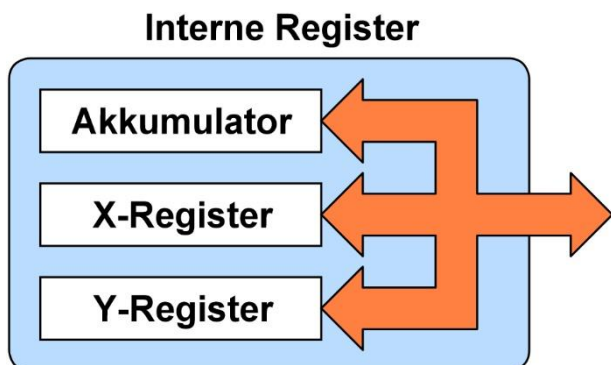 Interne Register
Akkumulator
X-Register
Y-Register